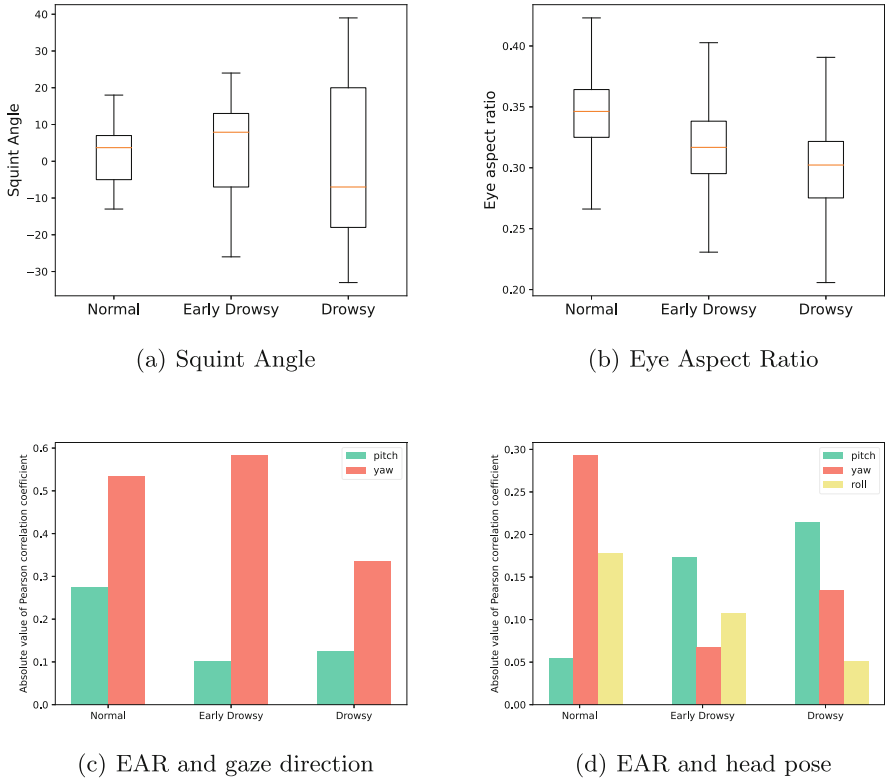 40
30
20
10
0
−10
−20
−30
Squint Angle
Normal Early Drowsy Drowsy
(a) Squint Angle
0.40
0.35
0.30
0.25
0.20
Eye aspect ratio
Normal Early Drowsy Drowsy
(b) Eye Aspect Ratio
0.6
0.5
0.4
0.3
0.2
0.1
0.0
Absolute value of Pearson correlation coefficient
pitch
yaw
Normal Early Drowsy Drowsy
(c) EAR and gaze direction
0.30
0.25
0.20
0.15
0.10
0.05
0.00
Absolute value of Pearson correlation coefficient
pitch
yaw
roll
Normal Early Drowsy Drowsy
(d) EAR and head pose